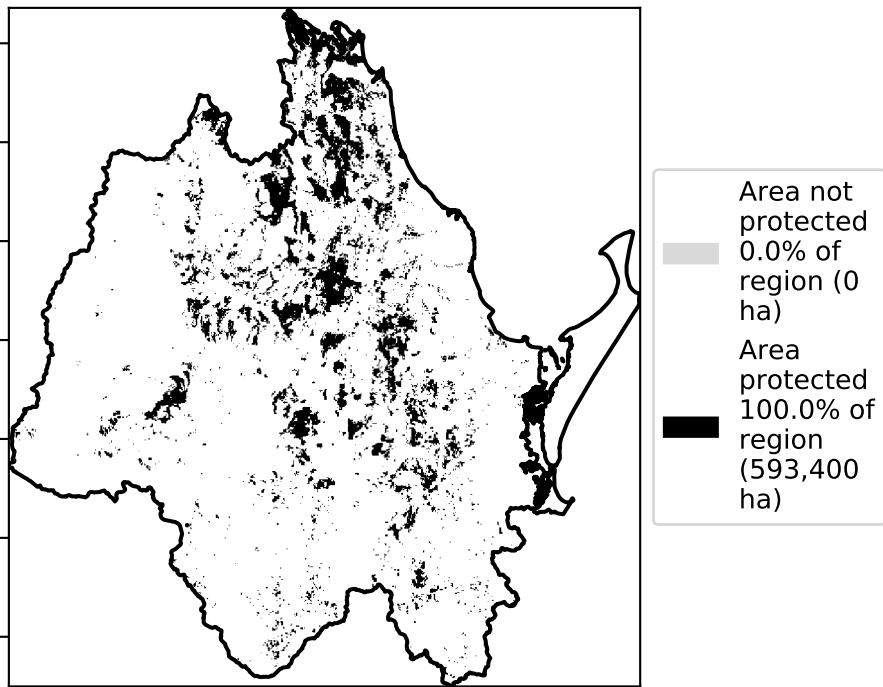 Area not
protected
0.0% of
region (0
ha)
Area
protected
100.0% of
region
(593,400
ha)